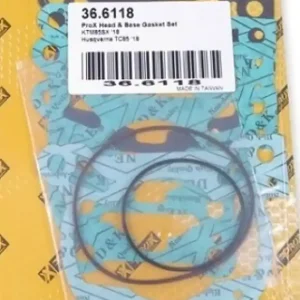 36.6118
ProX Head & Base Gasket Set
KTM85SX '18
Husqvarna TC85 '18
36.6118
MADE IN TAIWAN